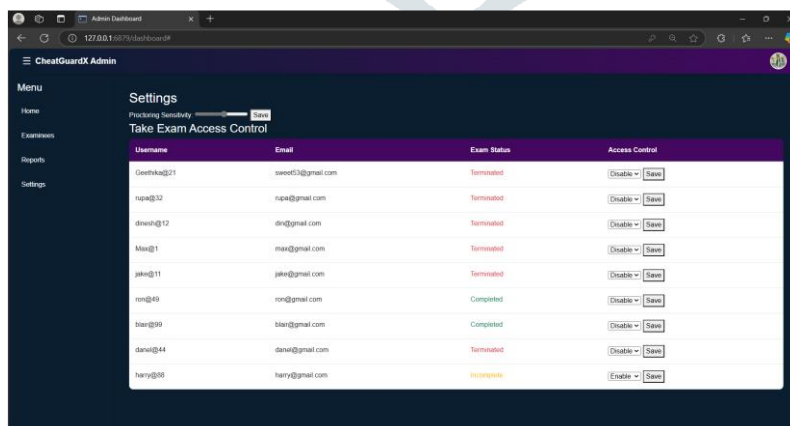 Admin Dashboard
127.0.0.1:6879/dashboard#
☰ CheatGuardX Admin
Menu
Home
Examinees
Reports
Settings
Settings
Proctoring Sensitivity: Save
Take Exam Access Control
Username Email Exam Status Access Control
Geethika@21 sweet53@gmail.com Terminated Disable Save
rupa@32 rupa@gmail.com Terminated Disable Save
dinesh@12 din@gmail.com Terminated Disable Save
Max@1 max@gmail.com Terminated Disable Save
jake@11 jake@gmail.com Terminated Disable Save
ron@49 ron@gmail.com Completed Disable Save
blair@99 blair@gmail.com Completed Disable Save
danel@44 danel@gmail.com Terminated Disable Save
harry@88 harry@gmail.com Incomplete Enable Save